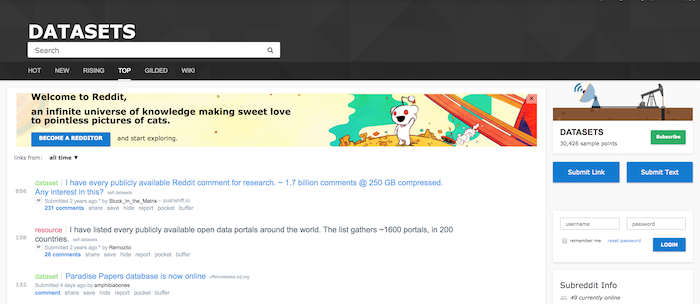 DATASETS
Search
HOT NEW RISING TOP GILDED WIKI
Welcome to Reddit,
an infinite universe of knowledge making sweet love
to pointless pictures of cats.
BECOME A REDDITOR and start exploring.
links from: all time ▼
dataset I have every publicly available Reddit comment for research. ~ 1.7 billion comments @ 250 GB compressed.
856 Any interest in this? self.datasets
Submitted 2 years ago * by Stuck_In_the_Matrix - pushshift.io
231 comments share save hide report pocket buffer
resource I have listed every publicly available open data portals around the world. The list gathers ~1600 portals, in 200
158 countries. self.datasets
Submitted 2 years ago * by Remozito
26 comments share save hide report pocket buffer
dataset Paradise Papers database is now online offshoreleaks.icij.org
133 Submitted 4 days ago by amphibiabones
comment share save hide report pocket buffer
DATASETS
30,426 sample points
Subscribe
Submit Link Submit Text
username password
remember me reset password LOGIN
Subreddit Info
49 currently online